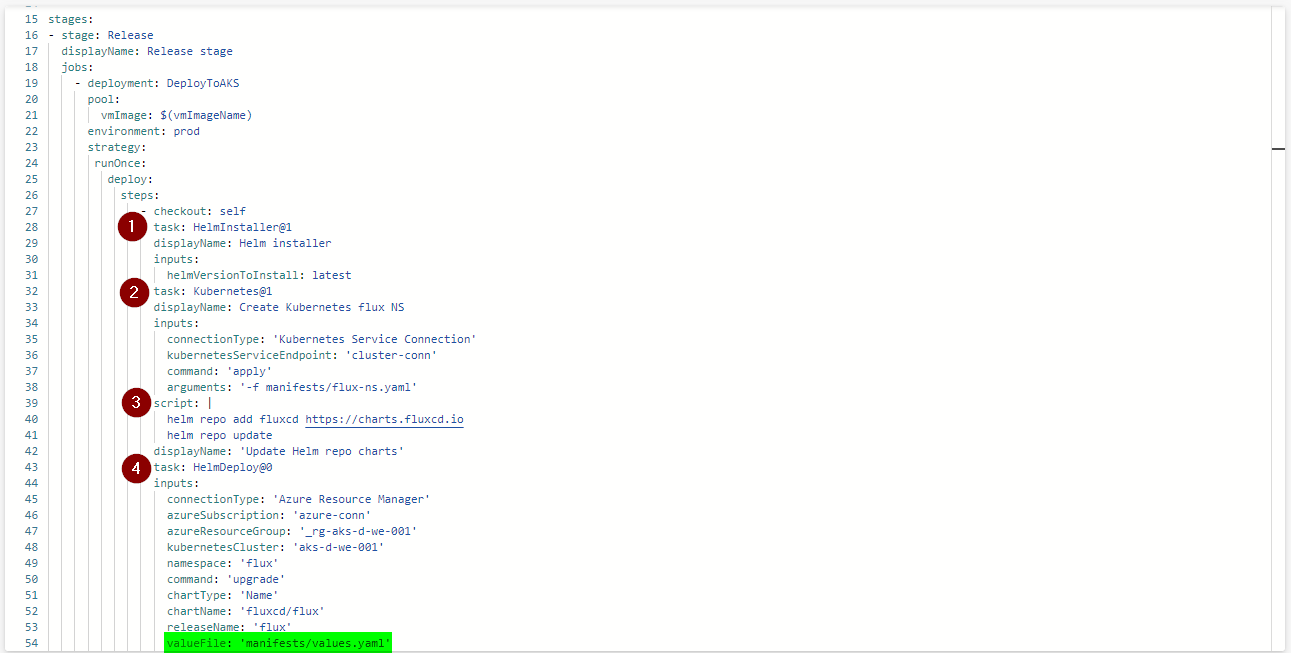 15 stages:
16 - stage: Release
17 displayName: Release stage
18 jobs:
19 - deployment: DeployToAKS
20 pool:
21 vmImage: $(vmImageName)
22 environment: prod
23 strategy:
24 runOnce:
25 deploy:
26 steps:
27 - checkout: self
28 1 task: HelmInstaller@1
29 displayName: Helm installer
30 inputs:
31 helmVersionToInstall: latest
32 2 task: Kubernetes@1
33 displayName: Create Kubernetes flux NS
34 inputs:
35 connectionType: 'Kubernetes Service Connection'
36 kubernetesServiceEndpoint: 'cluster-conn'
37 command: 'apply'
38 arguments: '-f manifests/flux-ns.yaml'
39 3 script: |
40 helm repo add fluxcd https://charts.fluxcd.io
41 helm repo update
42 displayName: 'Update Helm repo charts'
43 4 task: HelmDeploy@0
44 inputs:
45 connectionType: 'Azure Resource Manager'
46 azureSubscription: 'azure-conn'
47 azureResourceGroup: '_rg-aks-d-we-001'
48 kubernetesCluster: 'aks-d-we-001'
49 namespace: 'flux'
50 command: 'upgrade'
51 chartType: 'Name'
52 chartName: 'fluxcd/flux'
53 releaseName: 'flux'
54 valueFile: 'manifests/values.yaml'